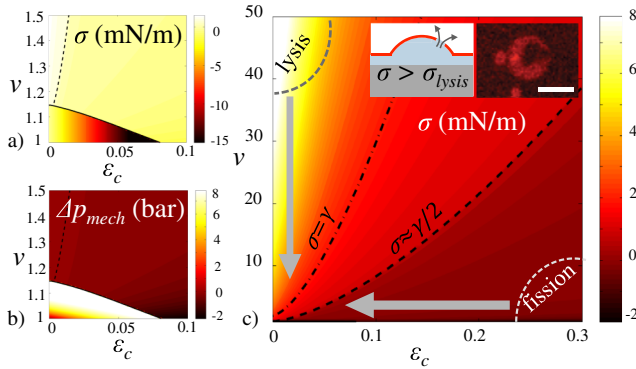 σ (mN/m)
1.5
1.4
1.3
1.2
1.1
1
ν
0
0.05
0.1
ε_c
0
-5
-10
-15
a)
Δp_mech (bar)
1.5
1.4
1.3
1.2
1.1
1
ν
0
0.05
0.1
ε_c
8
6
4
2
0
-2
b)
50
40
30
20
10
0
ν
0
0.1
0.2
0.3
ε_c
c)
lysis
σ > σ_lysis
σ (mN/m)
σ=γ
σ≈γ/2
fission
8
6
4
2
0
-2